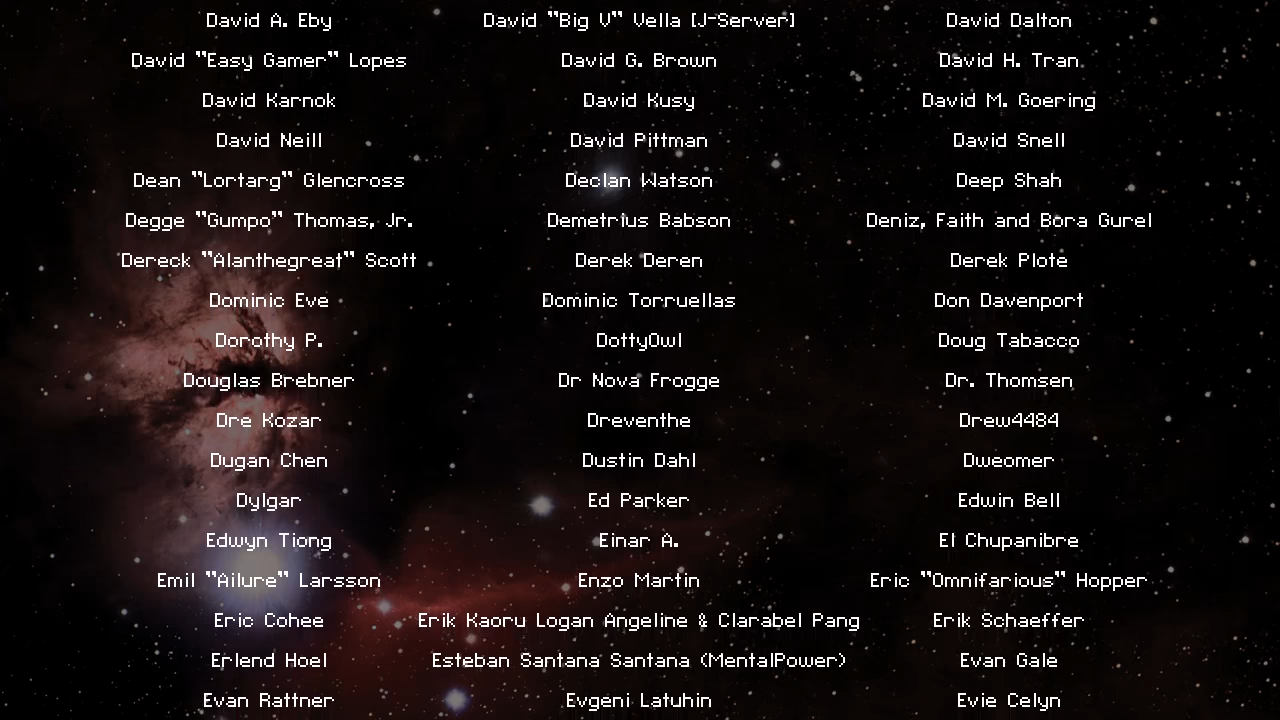 David A. Eby David "Big V" Vella [J-Server] David Dalton
David "Easy Gamer" Lopes David G. Brown David H. Tran
David Karnok David Kusy David M. Goering
David Neill David Pittman David Snell
Dean "Lortarg" Glencross Declan Watson Deep Shah
Degge "Gumpo" Thomas, Jr. Demetrius Babson Deniz, Faith and Bora Gurel
Dereck "Alanthegreat" Scott Derek Deren Derek Plote
Dominic Eve Dominic Torruellas Don Davenport
Dorothy P. DottyOwl Doug Tabacco
Douglas Brebner Dr Nova Frogge Dr. Thomsen
Dre Kozar Dreventhe Drew4484
Dugan Chen Dustin Dahl Dweomer
Dylgar Ed Parker Edwin Bell
Edwyn Tiong Einar A. El Chupanibre
Emil "Ailure" Larsson Enzo Martin Eric "Omnifarious" Hopper
Eric Cohee Erik Kaoru Logan Angeline & Clarabel Pang Erik Schaeffer
Erlend Hoel Esteban Santana Santana (MentalPower) Evan Gale
Evan Rattner Evgeni Latuhin Evie Celyn